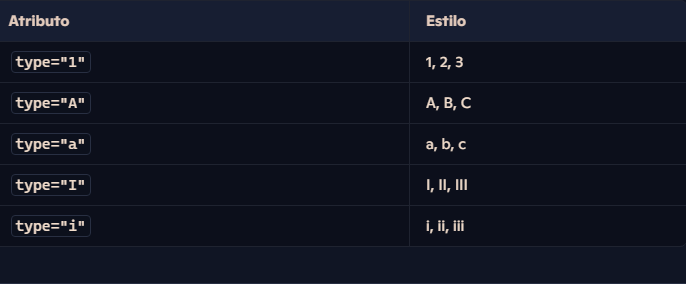 Atributo Estilo
type="1" 1, 2, 3
type="A" A, B, C
type="a" a, b, c
type="I" I, II, III
type="i" i, ii, iii